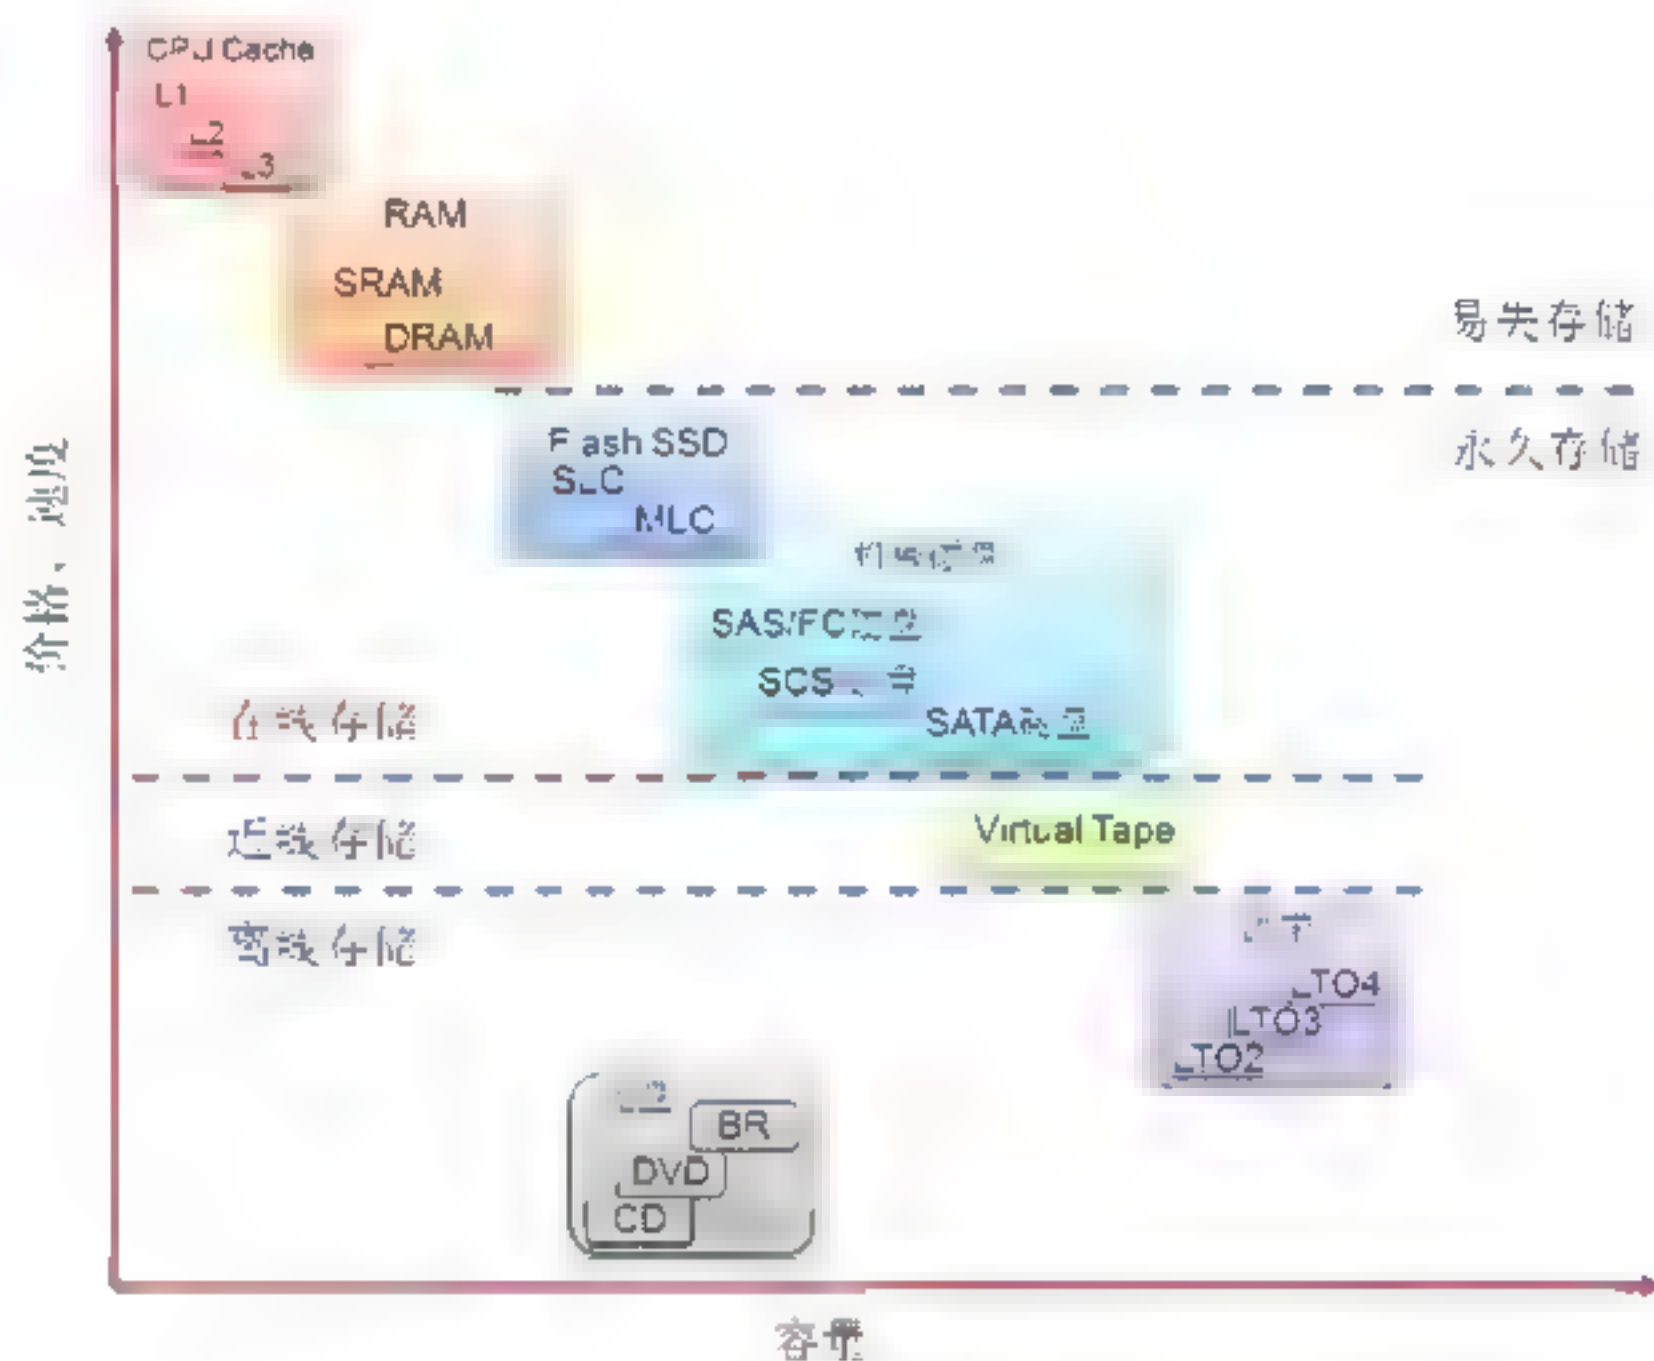 CPU Cache
L1
L2
L3
RAM
SRAM
DRAM
易失存储
永久存储
Flash SSD
SLC
MLC
价格、速度
SAS/FC
SCSI
SATA
在线存储
近线存储
Virtual Tape
离线存储
LTO4
LTO3
LTO2
BR
DVD
CD
容量